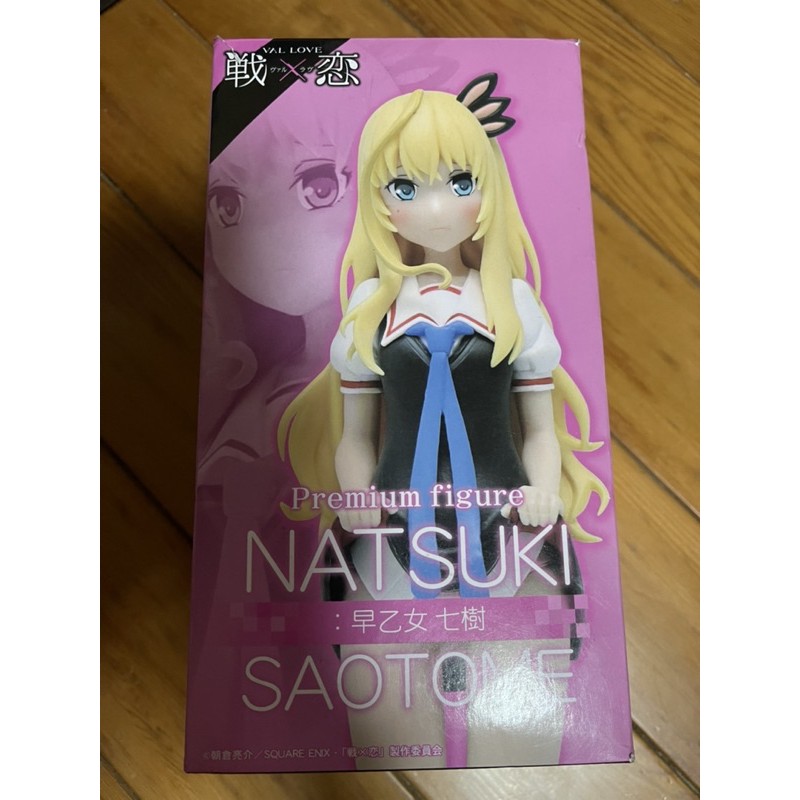 VAL LOVE
戦×恋
ヴァル ラヴ
Premium figure
NATSUKI
：早乙女 七樹
SAOTOME
©朝倉亮介／SQUARE ENIX・「戦×恋」製作委員会